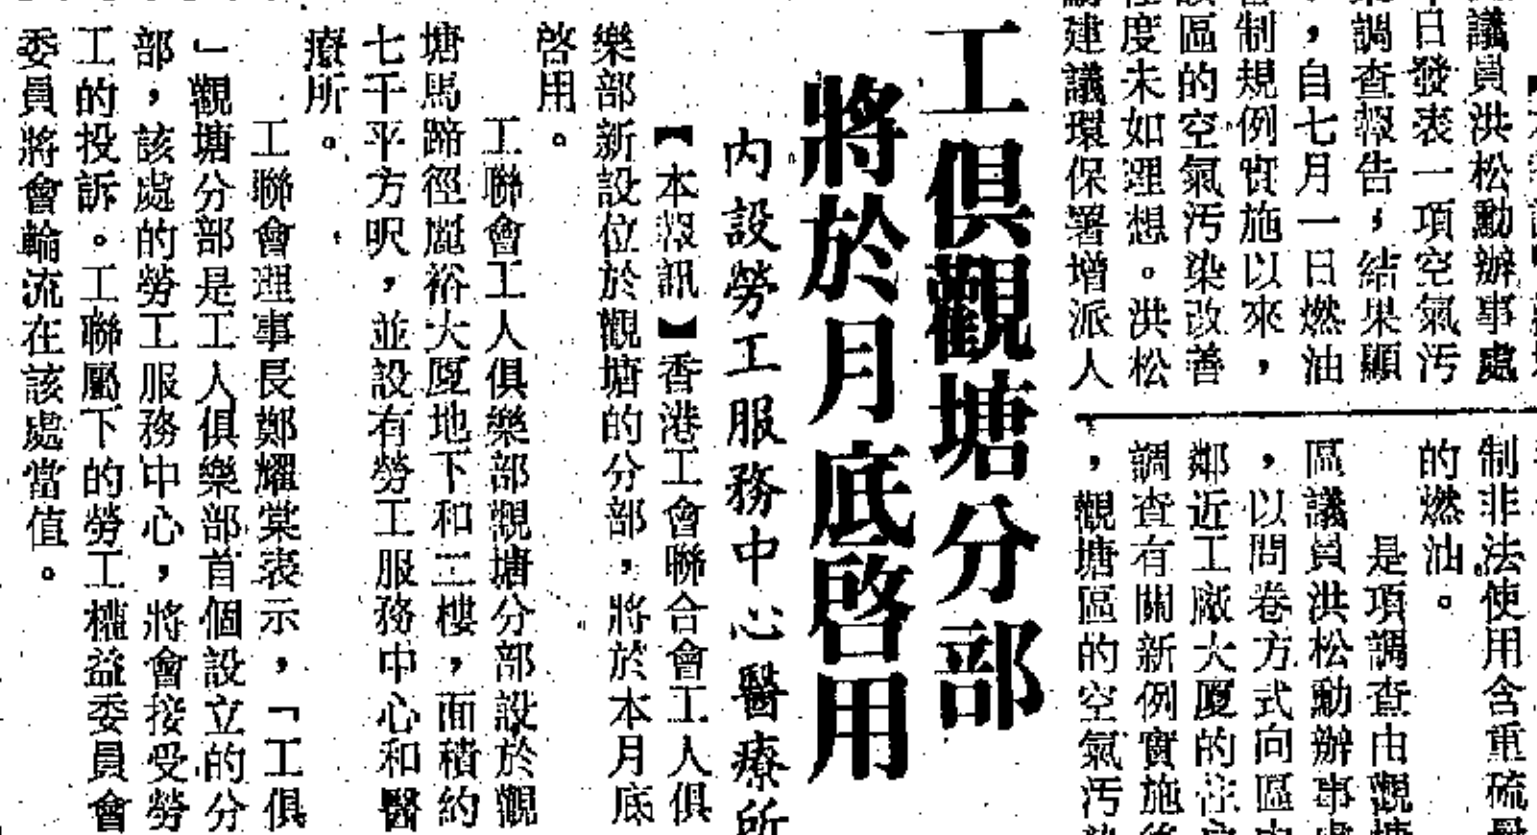 議員洪松勳辦事處
日發表一項空氣汚
調查報告，結果顯
，自七月一日燃油
制規例實施以來，
區的空氣汚染改善
度未如理想。洪松
建議環保署增派人
制非法使用含重硫
的燃油。
是項調查由觀塘
區議員洪松勳辦事處
，以問卷方式向區內
鄰近工廠大廈的住
調查有關新例實施後
，觀塘區的空氣汚
工俱觀塘分部
將於月底啓用
內設勞工服務中心醫療所
【本報訊】香港工會聯合會工人俱
樂部新設位於觀塘的分部，將於本月底
啓用。
工聯會工人俱樂部觀塘分部設於觀
塘馬蹄徑寵裕大廈地下和三樓，面積約
七千平方呎，並設有勞工服務中心和醫
療所。
工聯會理事長鄭耀棠表示，「工俱
」觀塘分部是工人俱樂部首個設立的分
部，該處的勞工服務中心，將會接受勞
工的投訴。工聯屬下的勞工權益委員會
委員將會輪流在該處當值。